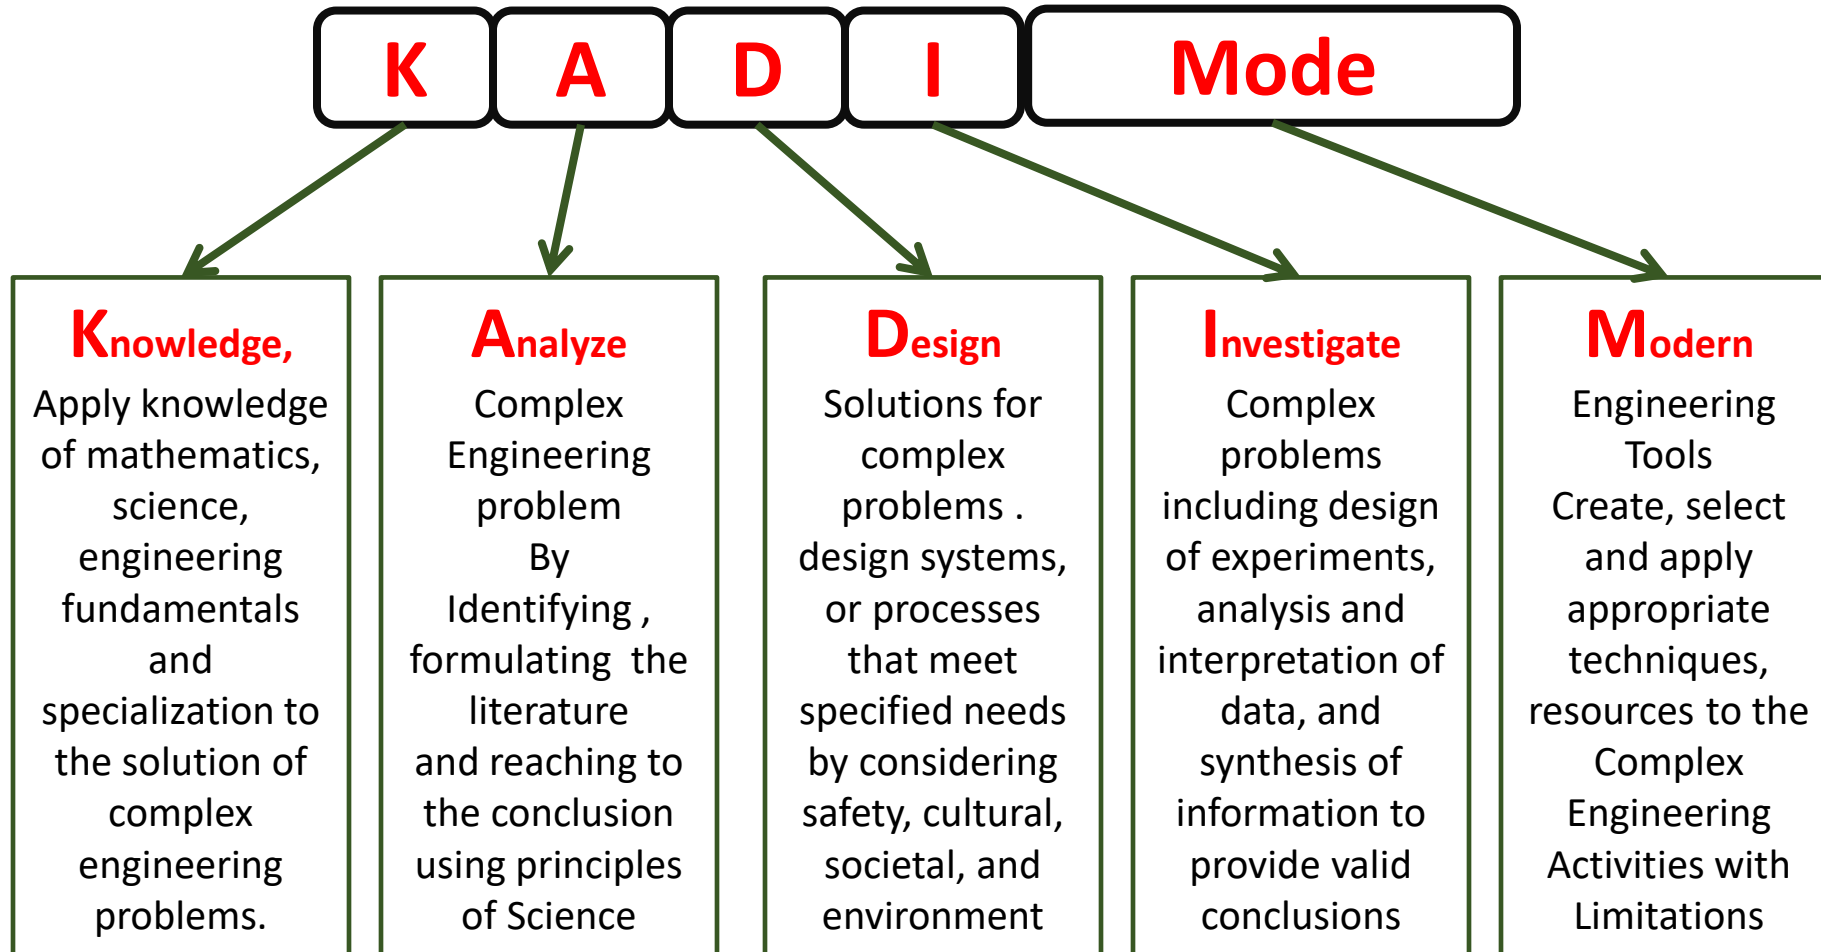 K A D I Mode
Knowledge,
Apply knowledge
of mathematics,
science,
engineering
fundamentals
and
specialization to
the solution of
complex
engineering
problems.
Analyze
Complex
Engineering
problem
By
Identifying ,
formulating the
literature
and reaching to
the conclusion
using principles
of Science
Design
Solutions for
complex
problems .
design systems,
or processes
that meet
specified needs
by considering
safety, cultural,
societal, and
environment
Investigate
Complex
problems
including design
of experiments,
analysis and
interpretation of
data, and
synthesis of
information to
provide valid
conclusions
Modern
Engineering
Tools
Create, select
and apply
appropriate
techniques,
resources to the
Complex
Engineering
Activities with
Limitations